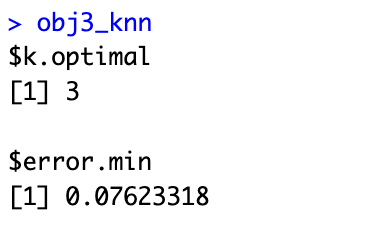 > obj3_knn
$k.optimal
[1] 3
$error.min
[1] 0.07623318